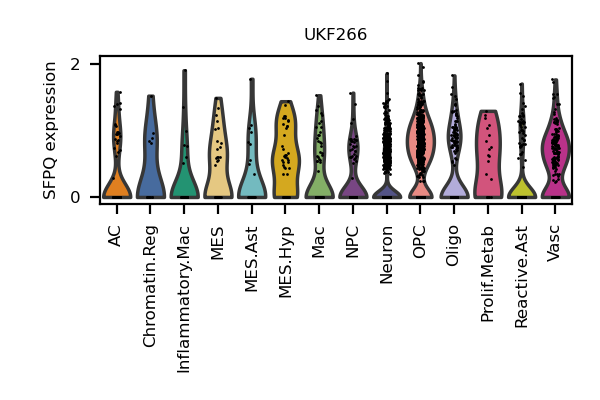 UKF266
SFPQ expression
2
0
AC
Chromatin.Reg
Inflammatory.Mac
MES
MES.Ast
MES.Hyp
Mac
NPC
Neuron
OPC
Oligo
Prolif.Metab
Reactive.Ast
Vasc